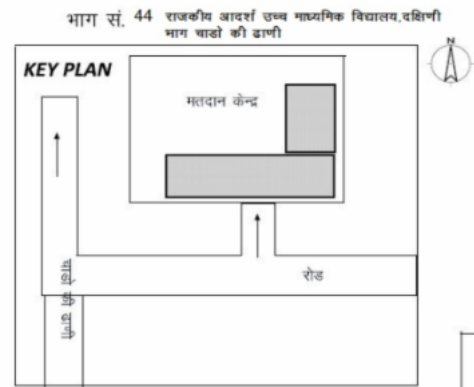 भाग सं. 44 राजकीय आदर्श उच्च माध्यमिक विद्यालय,दक्षिणी
भाग चाडो की ढाणी
KEY PLAN
N
मतदान केन्द्र
रोड
चाडो की ढाणी